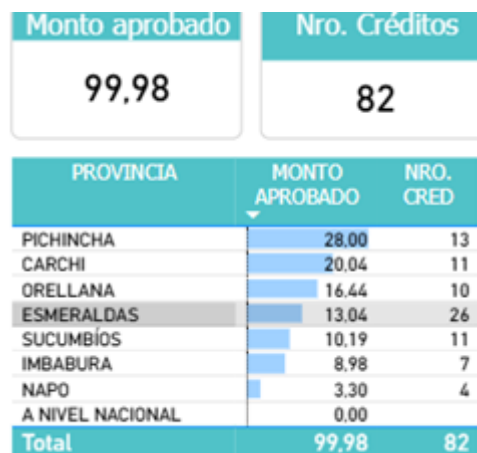 Monto aprobado Nro. Créditos
99,98 82
PROVINCIA MONTO NRO.
APROBADO CRED
PICHINCHA 28,00 13
CARCHI 20,04 11
ORELLANA 16,44 10
ESMERALDAS 13,04 26
SUCUMBÍOS 10,19 11
IMBABURA 8,98 7
NAPO 3,30 4
A NIVEL NACIONAL 0,00
Total 99,98 82